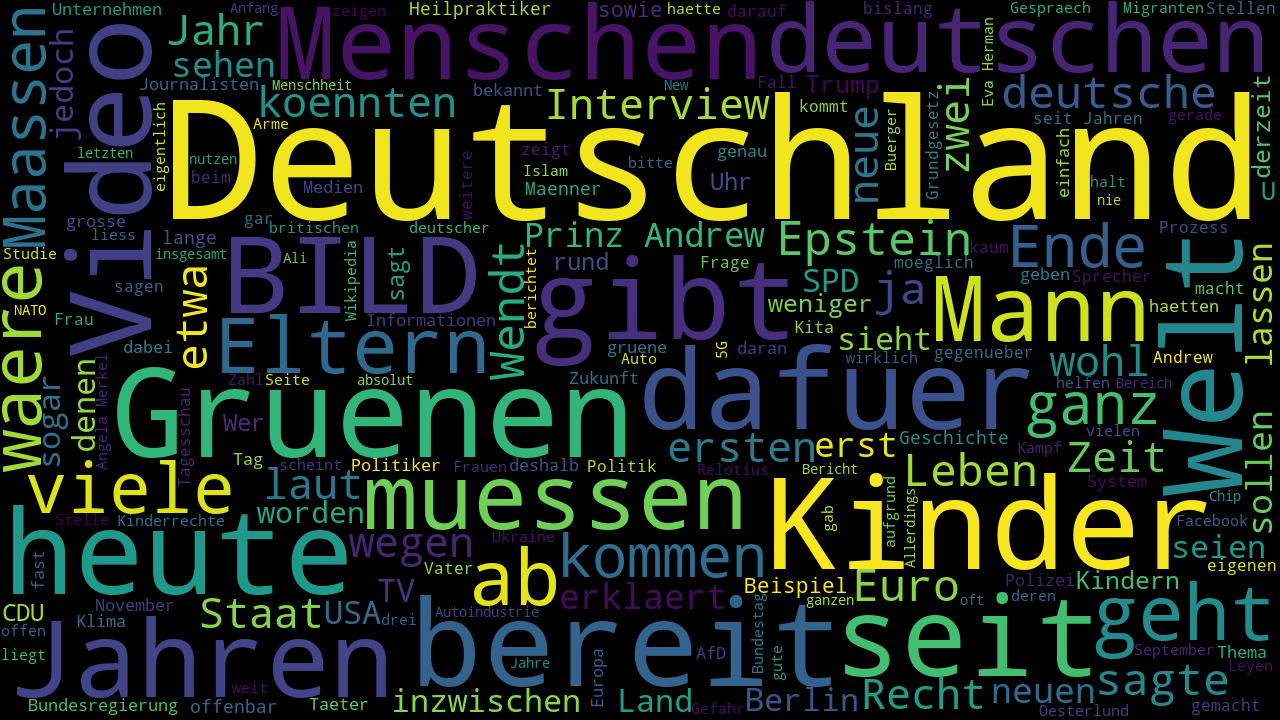 Unternehmen
Anfang
zeigen
Heilpraktiker
sowie
haette
darauf
bislang
Gespraech
Migranten
Stellen
Maassen
jedoch
Video
Jahr
sehen
Menschen
deutschen
Journalisten
Menschheit
bekannt
New
Fall
Trump
Eva Herman
koennten
Interview
kommt
neue
Buerger
Grundgesetz
zwei
deutsche
seit Jahren
gerade
derzeit
U
Deutschland
eigentlich
Arme
letzten
nutzen
beim
Medien
zeigt
Islam
Maenner
weitere
bitte
genau
Uhr
einfach
halt
nie
grosse
liess
lange
gar
britischen
deutscher
Prinz Andrew
Epstein
kaum
Ende
Prozess
Studie
insgesamt
Ali
Wikipedia
sagt
BILD
Wendt
berichtet
rund
Frage
SPD
moeglich
geben
Sprecher
macht
lassen
Welt
sagen
NATO
waere
Frau
etwa
Informationen
gibt
weniger
ja
Kita
sieht
Mann
haetten
dabei
Eltern
gruene
Auto
5G
daran
wirklich
gegenueber
wohl
Andrew
sogar
denen
Angela Merkel
Tagesschau
Zahl
Seite
absolut
Zukunft
dafuer
helfen
Bereich
Gruenen
Wer
ganz
sollen
ersten
erst
Geschichte
vielen
Kampf
Tag
scheint
Politiker
Frauen
deshalb
Politik
Relotius
Bericht
Leben
Zeit
System
viele
laut
muessen
Kinder
Chip
Stelle
Kinderrechte
worden
wegen
Ukraine
gab
aufgrund
Allerdings
Facebook
seien
heute
fast
Vater
kommen
eigenen
TV
ab
erklaert
Beispiel
Euro
Polizei
Kindern
CDU
November
Staat
USA
drei
Autoindustrie
ganzen
oft
deren
offen
Klima
Jahren
bereit
Bundestag
gute
seit
geht
liegt
Jahre
Europa
AfD
September
Thema
Leyen
weit
sagte
Bundesregierung
offenbar
Taeter
inzwischen
Land
Gefahr
Berlin
Recht
neuen
Oesterlund
gemacht